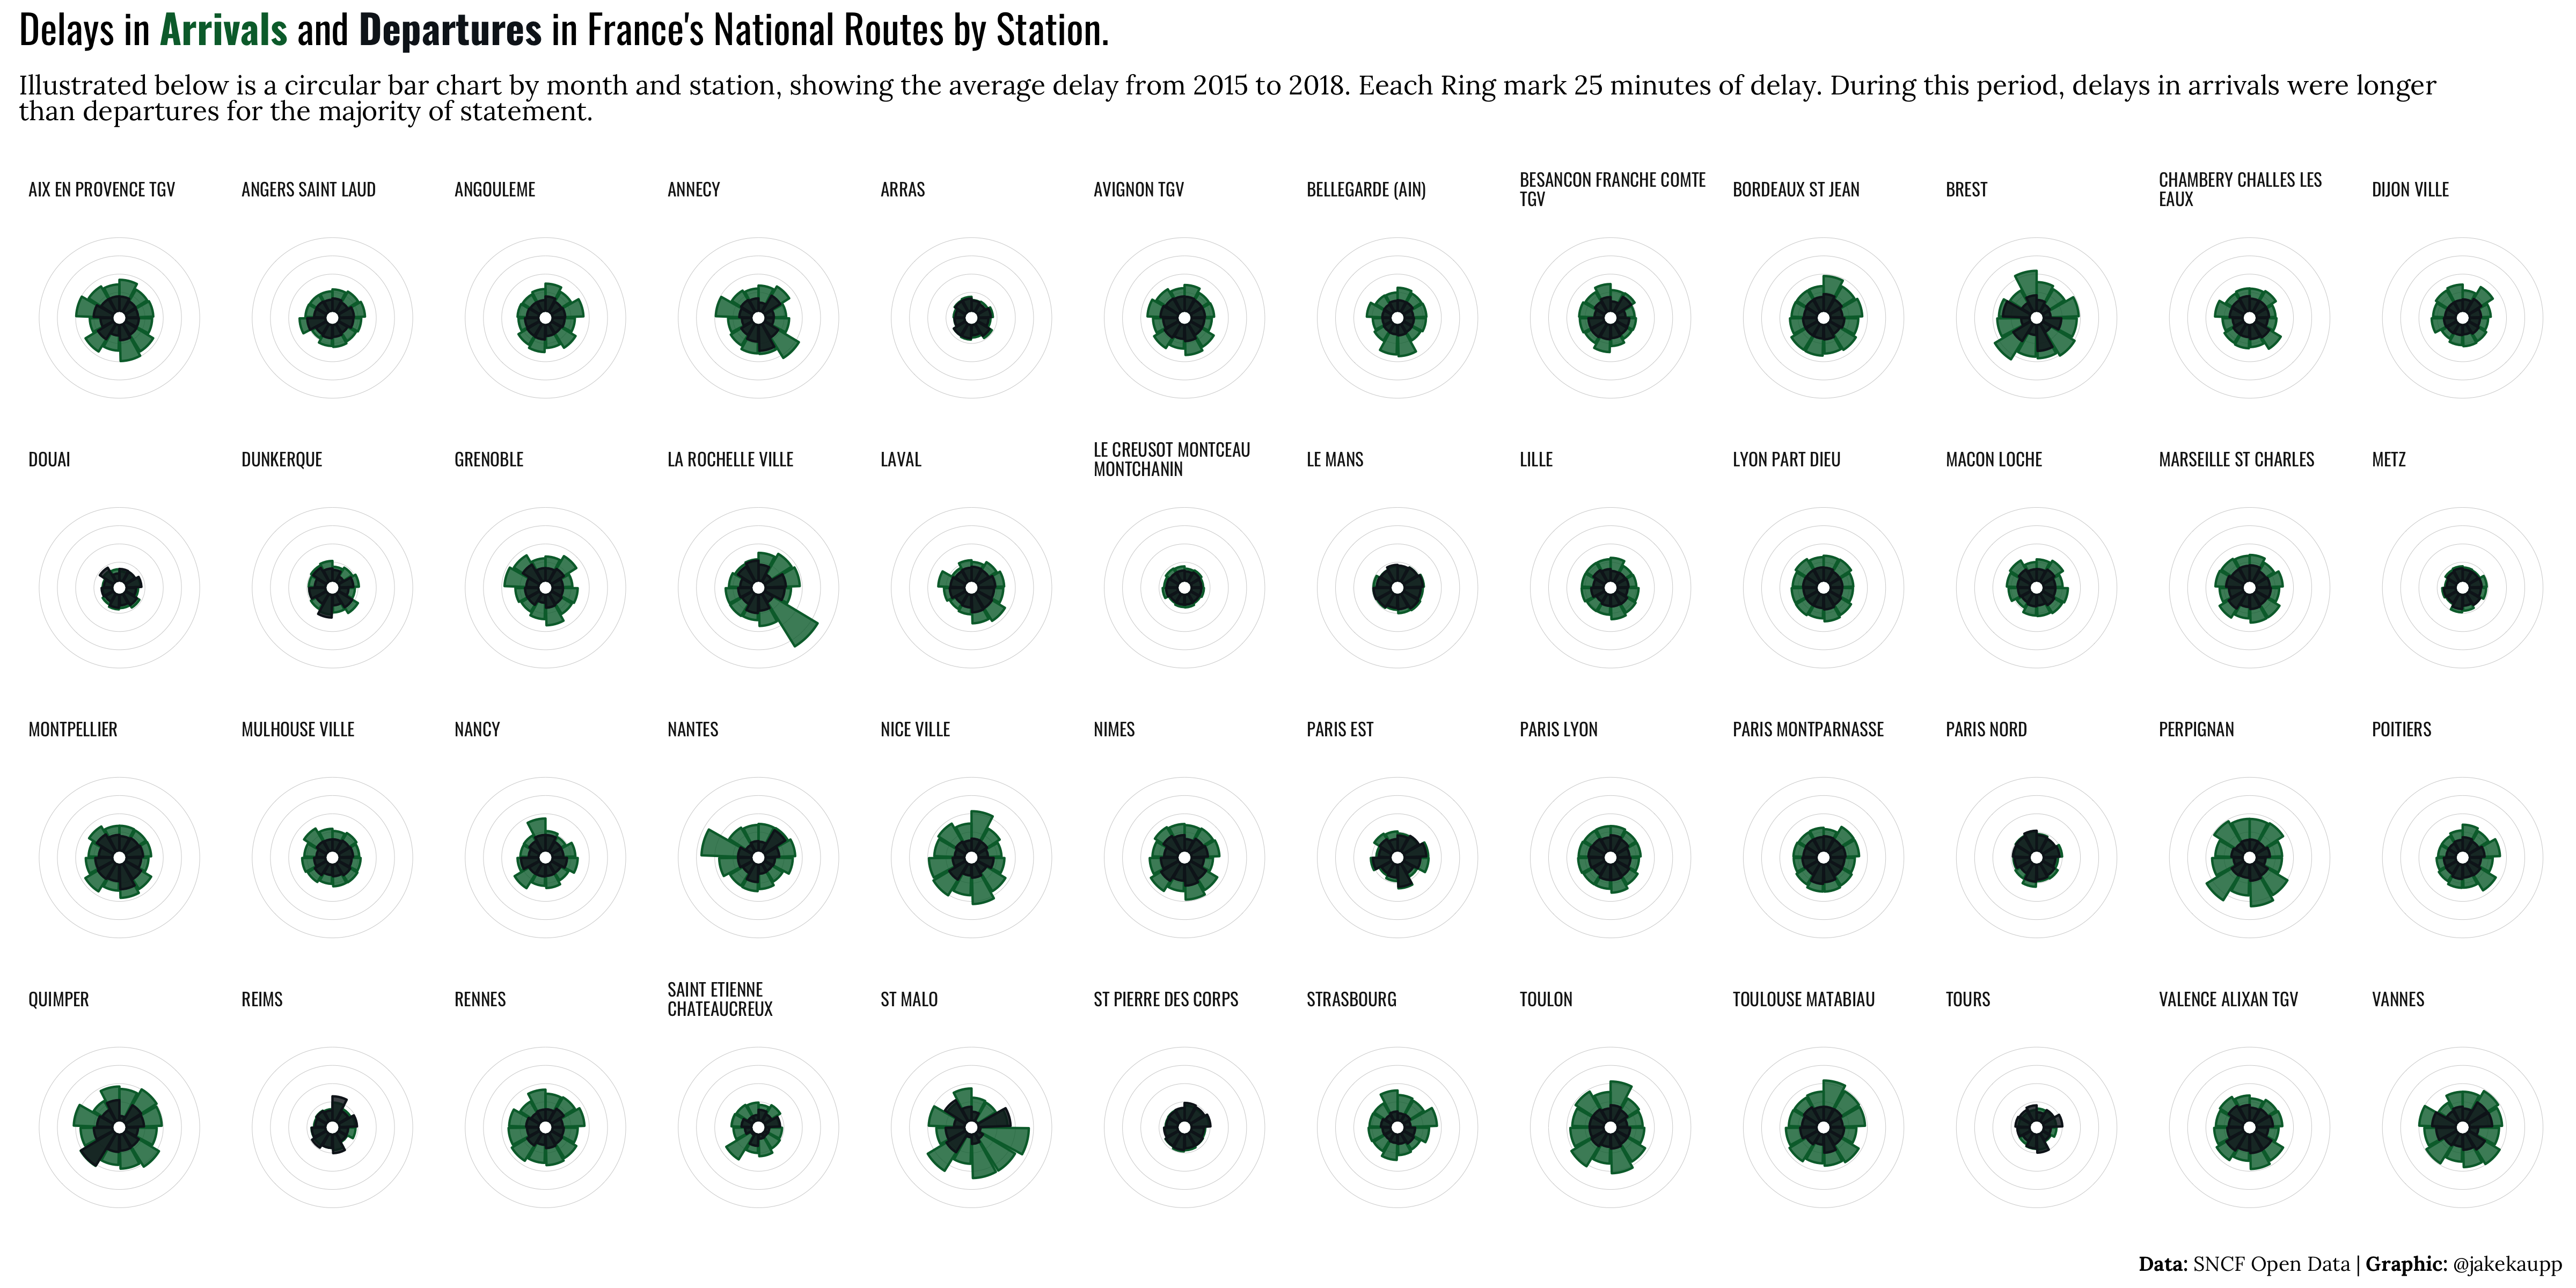 Delays in Arrivals and Departures in France's National Routes by Station.
Illustrated below is a circular bar chart by month and station, showing the average delay from 2015 to 2018. Eeach Ring mark 25 minutes of delay. During this period, delays in arrivals were longer
than departures for the majority of statement.
AIX EN PROVENCE TGV
ANGERS SAINT LAUD
ANGOULEME
ANNECY
ARRAS
AVIGNON TGV
BELLEGARDE (AIN)
BESANCON FRANCHE COMTE
TGV
BORDEAUX ST JEAN
BREST
CHAMBERY CHALLES LES
EAUX
DIJON VILLE
DOUAI
DUNKERQUE
GRENOBLE
LA ROCHELLE VILLE
LAVAL
LE CREUSOT MONTCEAU
MONTCHANIN
LE MANS
LILLE
LYON PART DIEU
MACON LOCHE
MARSEILLE ST CHARLES
METZ
MONTPELLIER
MULHOUSE VILLE
NANCY
NANTES
NICE VILLE
NIMES
PARIS EST
PARIS LYON
PARIS MONTPARNASSE
PARIS NORD
PERPIGNAN
POITIERS
QUIMPER
REIMS
RENNES
SAINT ETIENNE
CHATEAUCREUX
ST MALO
ST PIERRE DES CORPS
STRASBOURG
TOULON
TOULOUSE MATABIAU
TOURS
VALENCE ALIXAN TGV
VANNES
Data: SNCF Open Data | Graphic: @jakekaupp